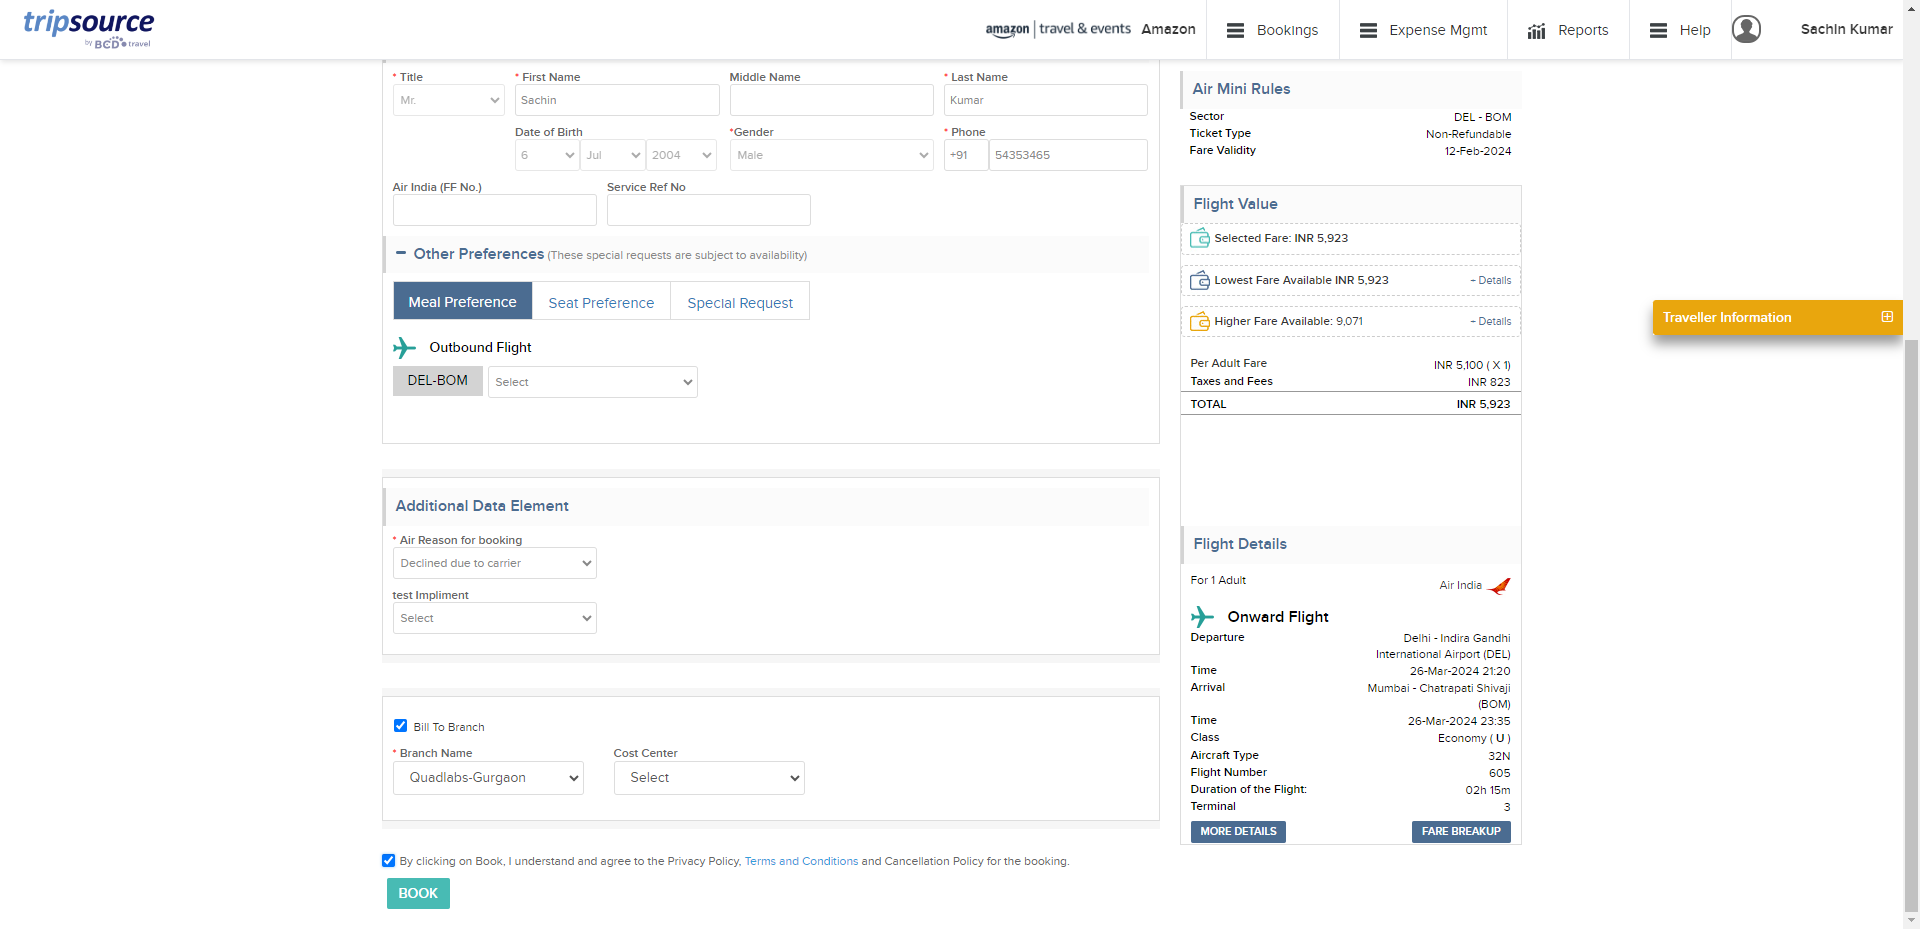 tripsource
by BCD travel
amazon | travel & events Amazon
Bookings
Expense Mgmt
Reports
Help
Sachin Kumar
* Title
* First Name
Middle Name
* Last Name
Mr.
Sachin
Kumar
Date of Birth
*Gender
* Phone
6
Jul
2004
Male
+91
54353465
Air India (FF No.)
Service Ref No
Other Preferences (These special requests are subject to availability)
Meal Preference
Seat Preference
Special Request
Outbound Flight
DEL-BOM
Select
Additional Data Element
* Air Reason for booking
Declined due to carrier
test Impliment
Select
Bill To Branch
* Branch Name
Cost Center
Quadlabs-Gurgaon
Select
By clicking on Book, I understand and agree to the Privacy Policy, Terms and Conditions and Cancellation Policy for the booking.
BOOK
Air Mini Rules
Sector DEL - BOM
Ticket Type Non-Refundable
Fare Validity 12-Feb-2024
Flight Value
Selected Fare: INR 5,923
Lowest Fare Available INR 5,923 + Details
Higher Fare Available: 9,071 + Details
Per Adult Fare INR 5,100 ( X 1)
Taxes and Fees INR 823
TOTAL INR 5,923
Flight Details
For 1 Adult Air India
Onward Flight
Departure Delhi - Indira Gandhi
International Airport (DEL)
Time 26-Mar-2024 21:20
Arrival Mumbai - Chatrapati Shivaji
(BOM)
Time 26-Mar-2024 23:35
Class Economy ( U )
Aircraft Type 32N
Flight Number 605
Duration of the Flight: 02h 15m
Terminal 3
MORE DETAILS
FARE BREAKUP
Traveller Information